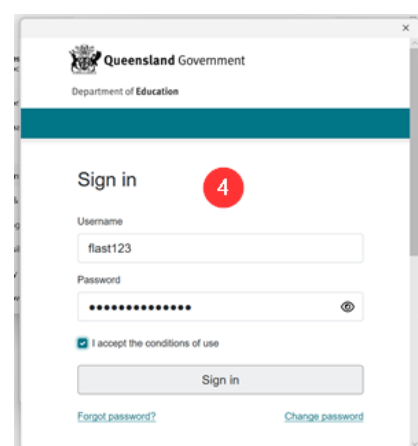 ×
Queensland Government
Department of Education
Sign in
4
Username
flast123
Password
••••••••••••••
I accept the conditions of use
Sign in
Forgot password? Change password